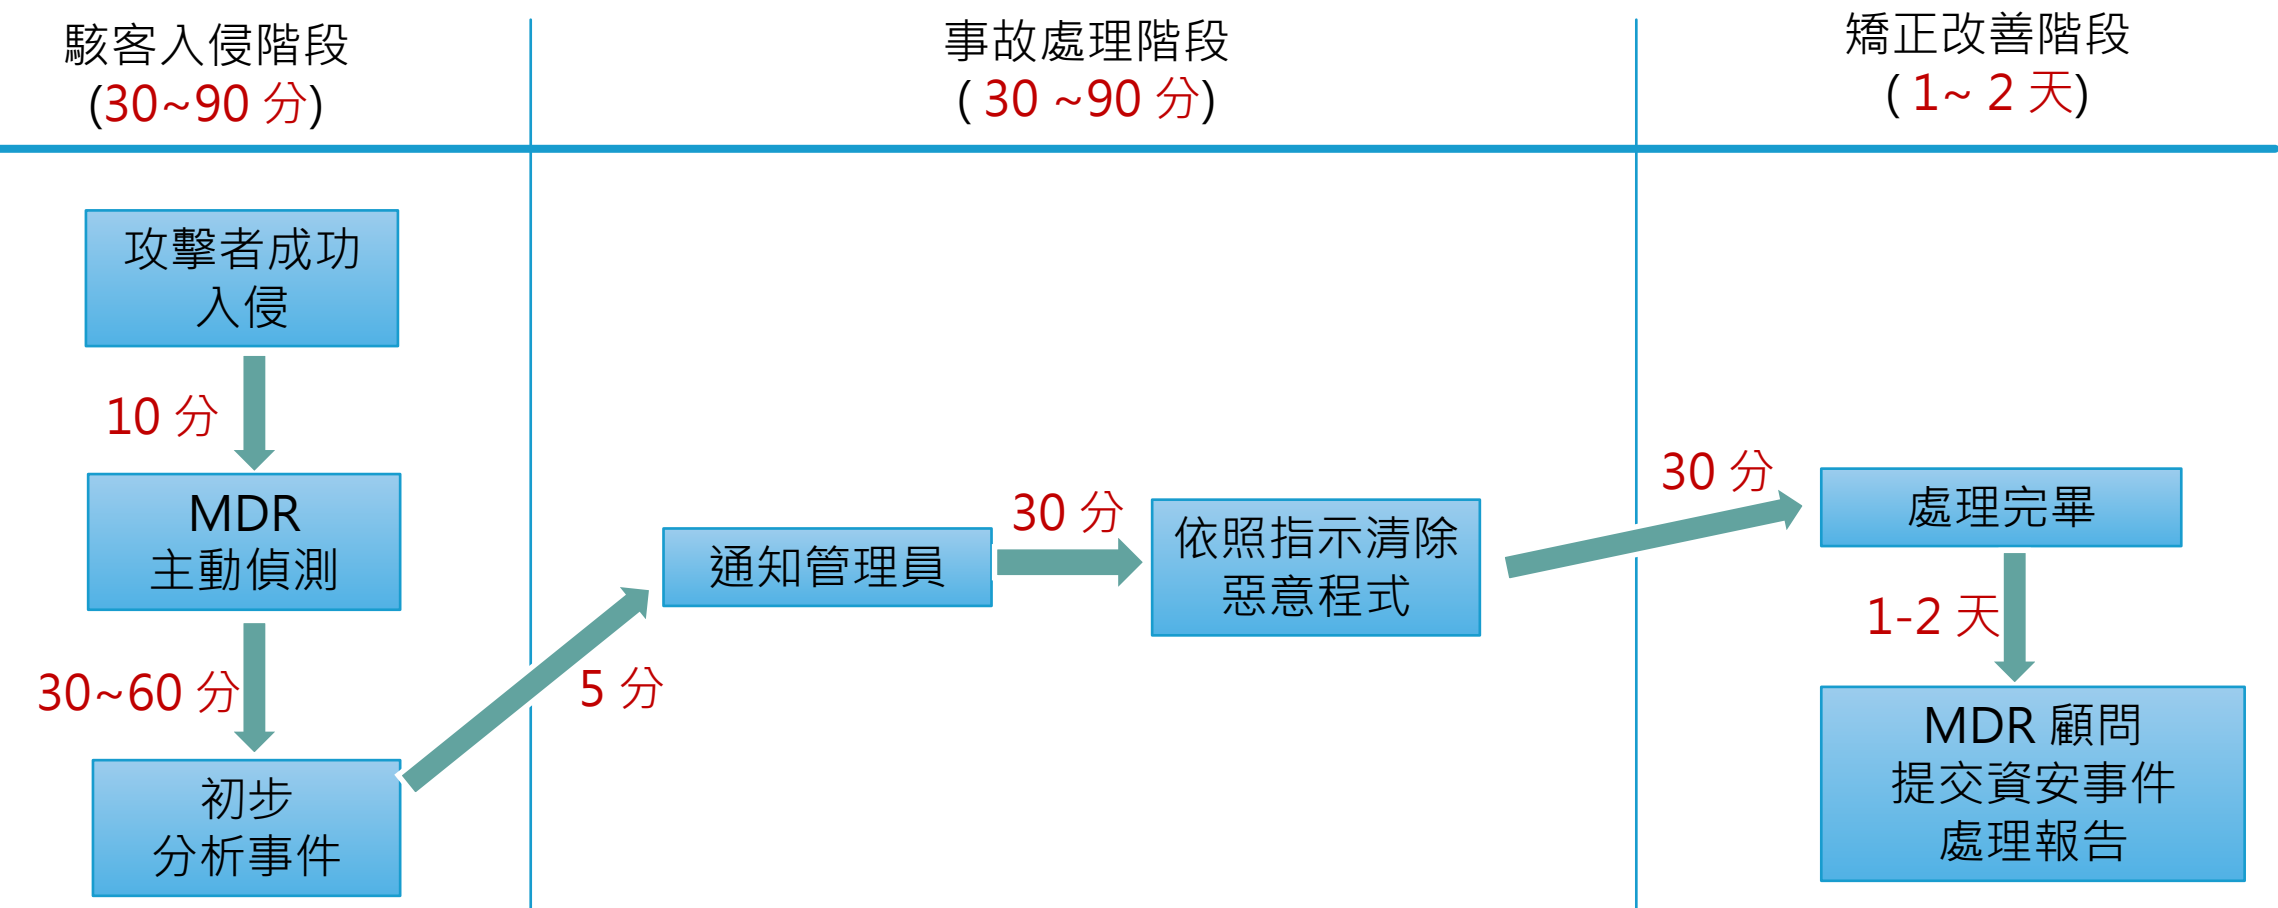 駭客入侵階段
(30~90 分)
事故處理階段
( 30 ~90 分)
矯正改善階段
( 1~ 2 天)
攻擊者成功
入侵
10 分
MDR
主動偵測
30~60 分
初步
分析事件
5 分
通知管理員
30 分
依照指示清除
惡意程式
30 分
處理完畢
1-2 天
MDR 顧問
提交資安事件
處理報告